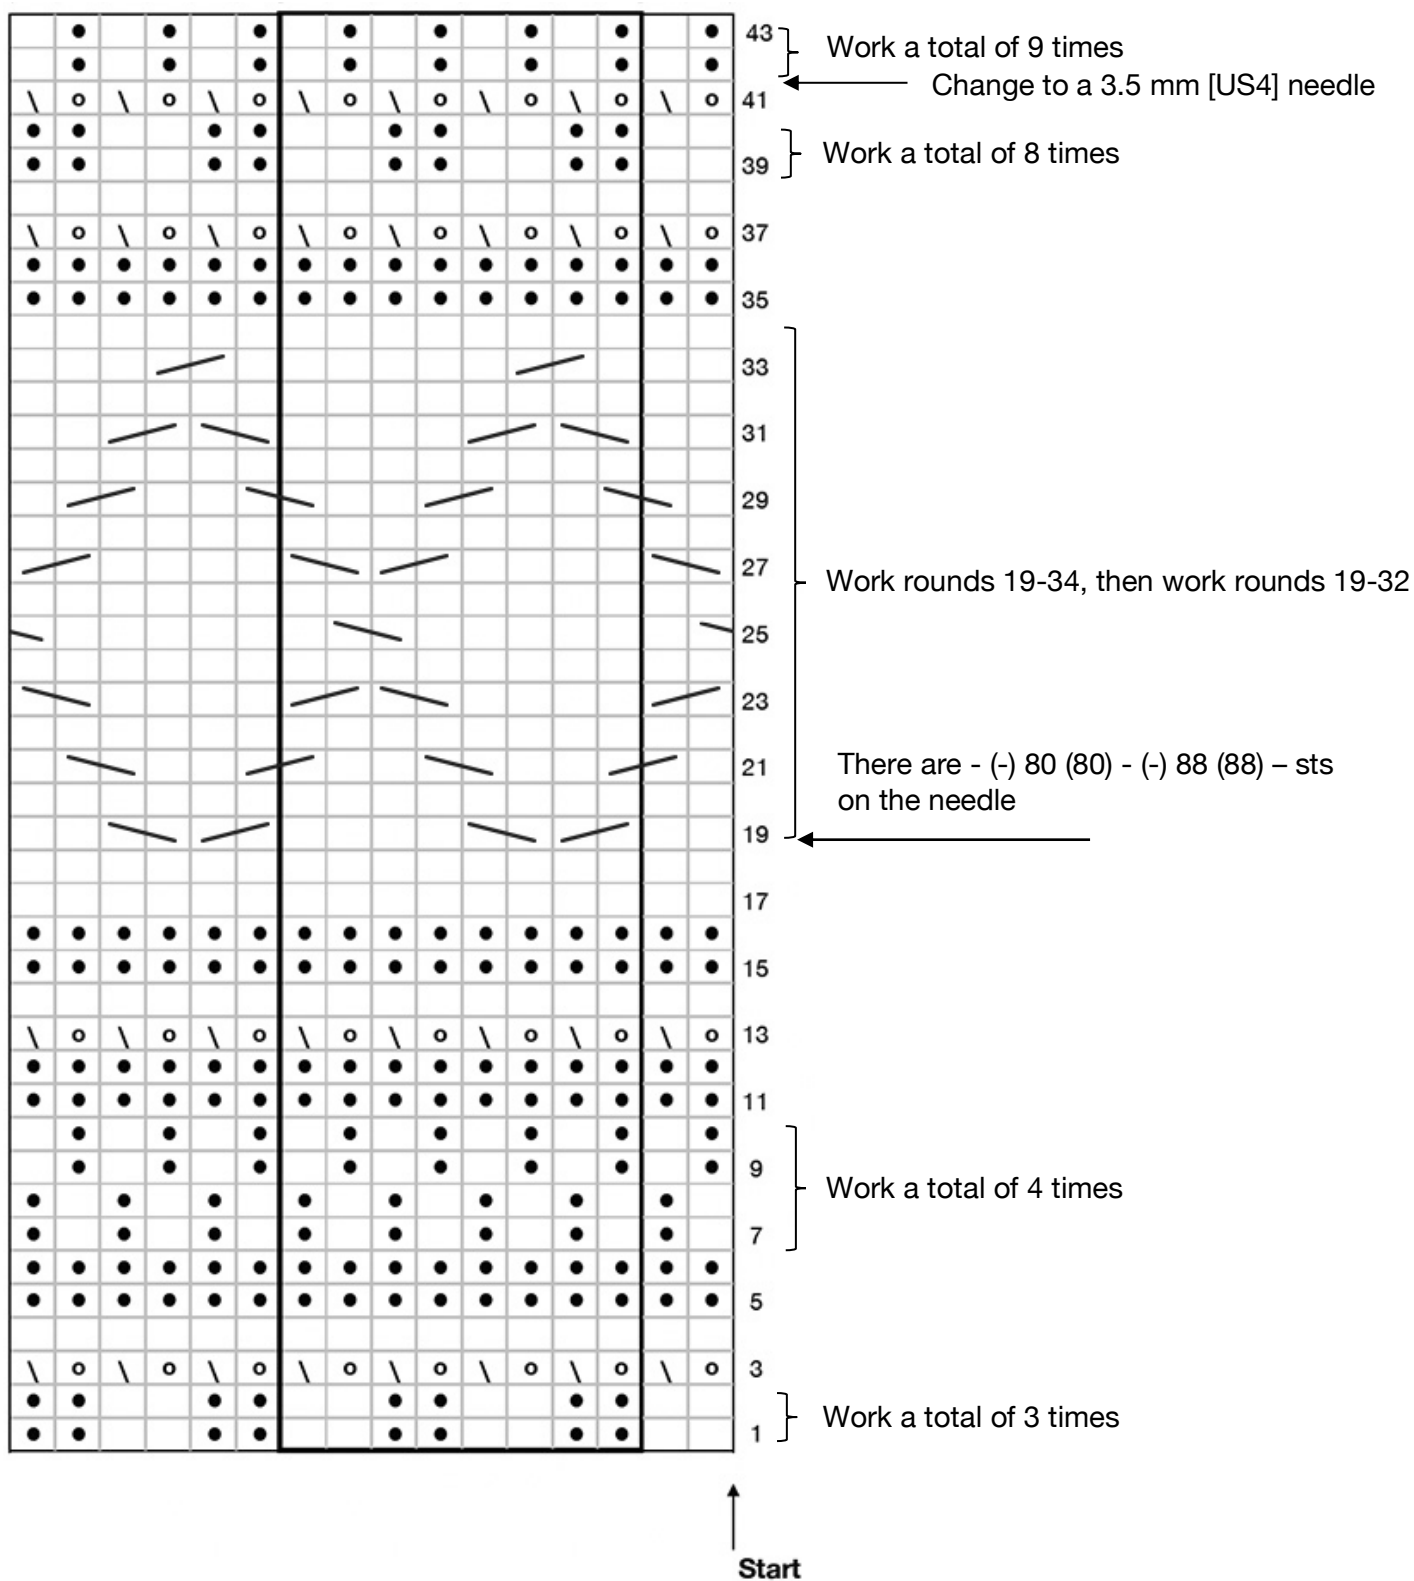 43
Work a total of 9 times
Change to a 3.5 mm [US4] needle
41
39
Work a total of 8 times
37
35
33
31
29
27
Work rounds 19-34, then work rounds 19-32
25
23
21
There are - (-) 80 (80) - (-) 88 (88) – sts
on the needle
19
17
15
13
11
9
Work a total of 4 times
7
5
3
Work a total of 3 times
1
Start